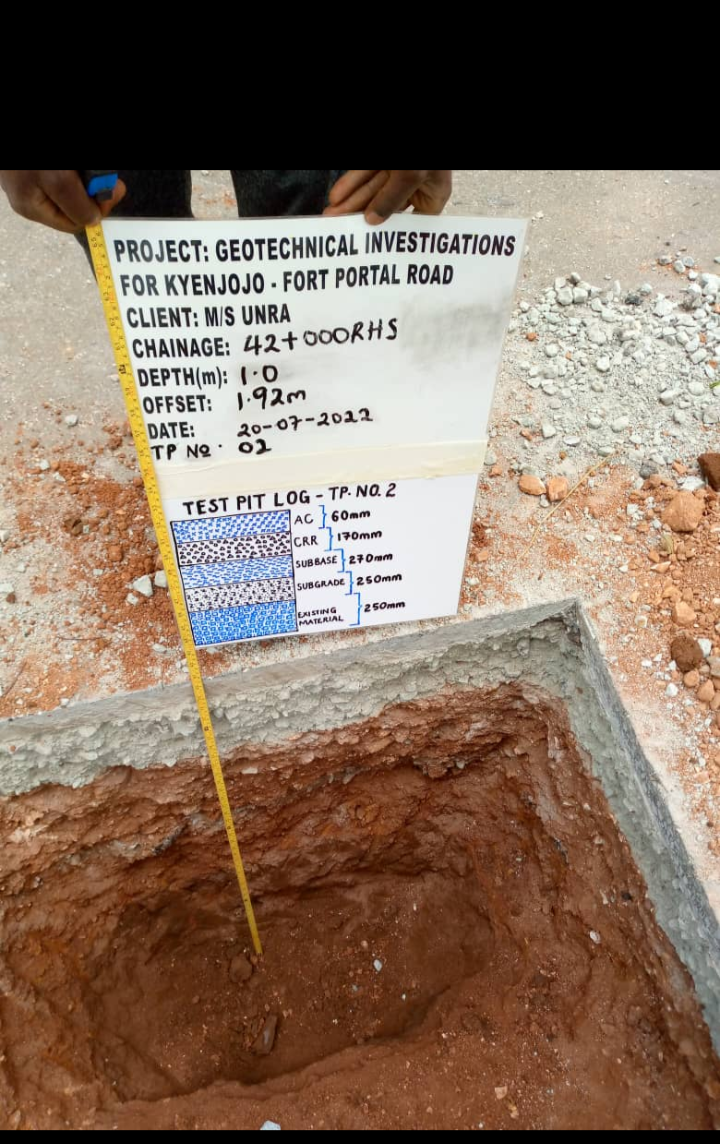 PROJECT: GEOTECHNICAL INVESTIGATIONS
FOR KYENJOJO - FORT PORTAL ROAD
CLIENT: M/S UNRA
CHAINAGE: 42+000RHS
DEPTH(m): 1.0
OFFSET: 1.92m
DATE: 20-07-2022
TP No. 02
TEST PIT LOG - TP. NO. 2
AC } 60mm
CRR } 170mm
SUBBASE } 270mm
SUBGRADE } 250mm
EXISTING
MATERIAL } 250mm